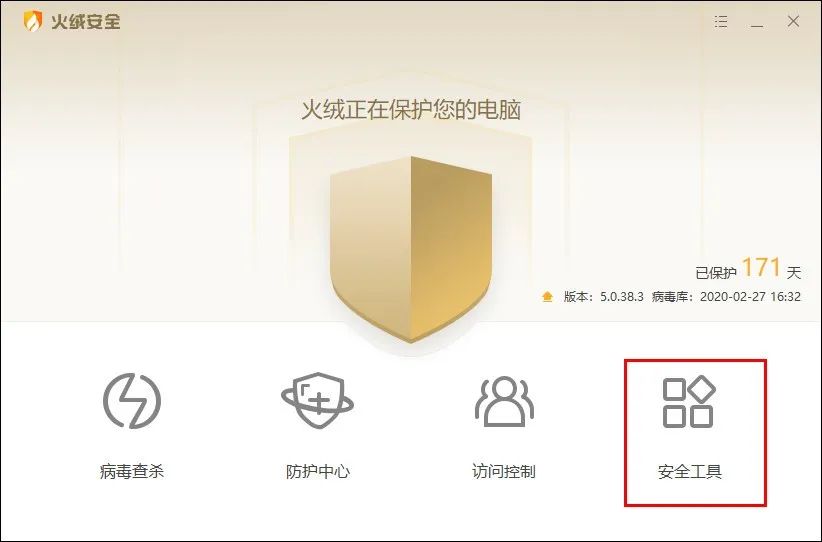 火绒安全
火绒正在保护您的电脑
已保护 171 天
版本：5.0.38.3 病毒库：2020-02-27 16:32
病毒查杀
防护中心
访问控制
安全工具